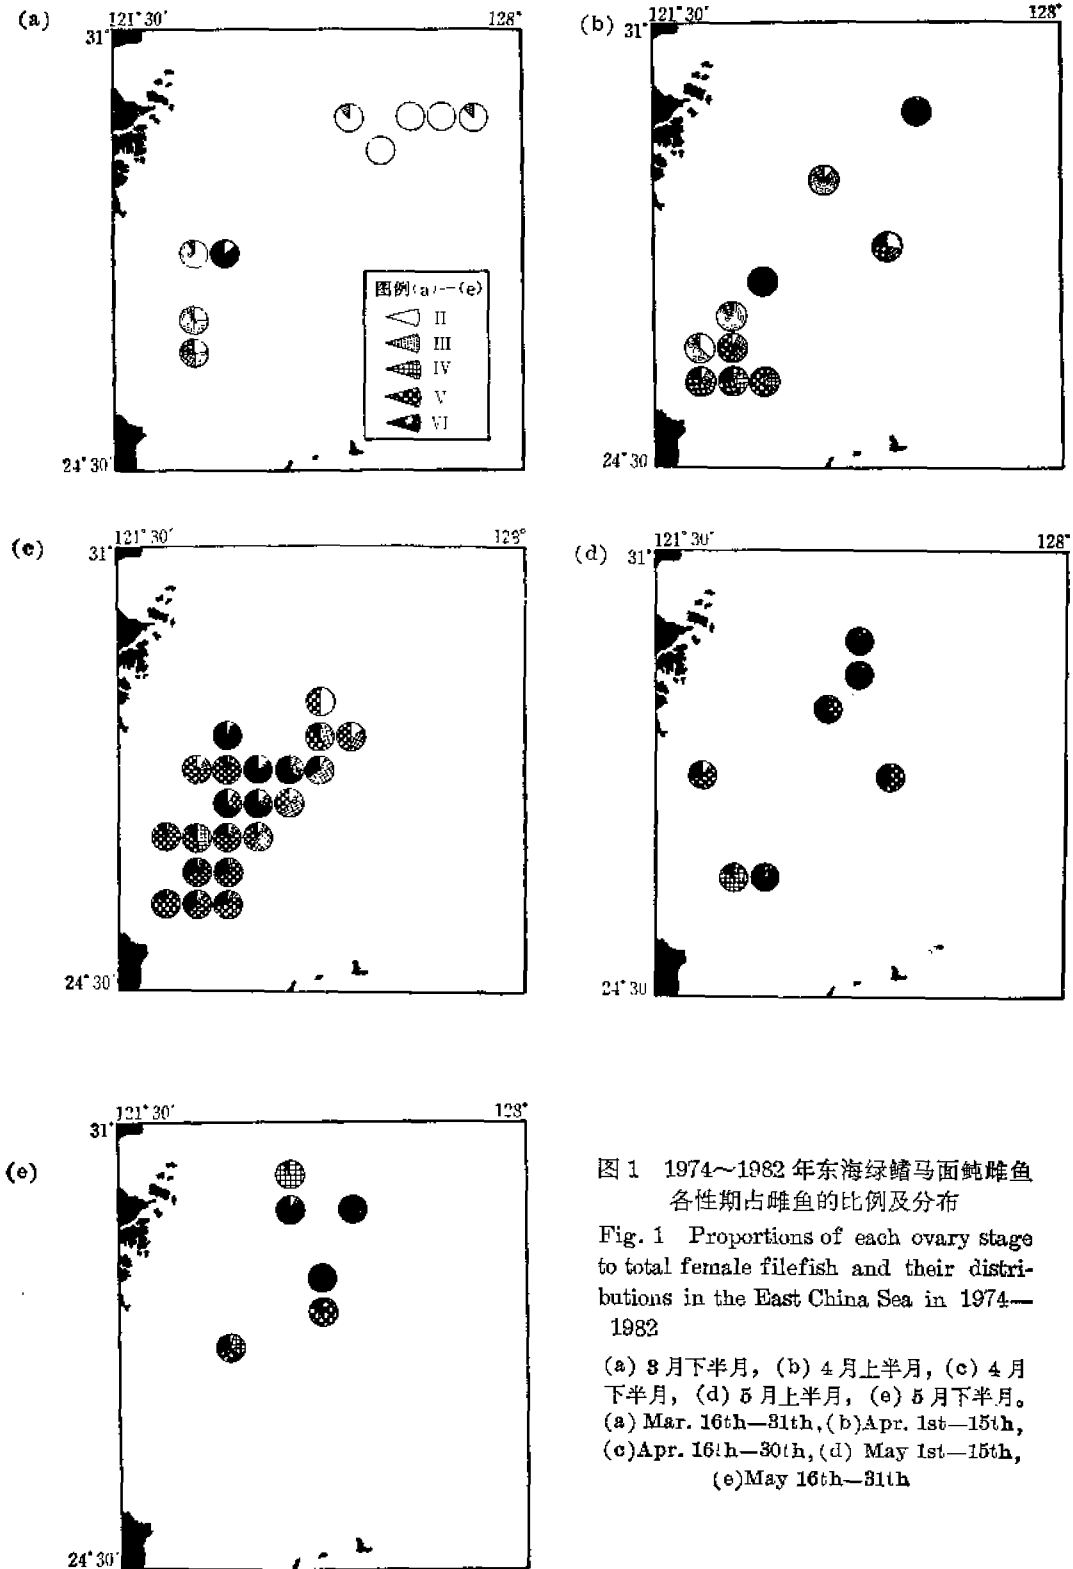 (a)
121°30′
128°
31°
24°30′
图例(a)—(e)
II
III
IV
V
VI
(b)
121°30′
128°
31°
24°30
(c)
121°30′
128°
31°
24°30′
(d)
121°30′
128°
31°
24°30
(e)
121°30′
128°
31°
24°30′
图1 1974～1982年东海绿鳍马面鲀雌鱼
各性期占雌鱼的比例及分布
Fig. 1 Proportions of each ovary stage
to total female filefish and their distri-
butions in the East China Sea in 1974—
1982
(a) 3月下半月, (b) 4月上半月, (c) 4月
下半月, (d) 5月上半月, (e) 5月下半月。
(a) Mar. 16th—31th, (b)Apr. 1st—15th,
(c)Apr. 16th—30th, (d) May 1st—15th,
(e)May 16th—31th